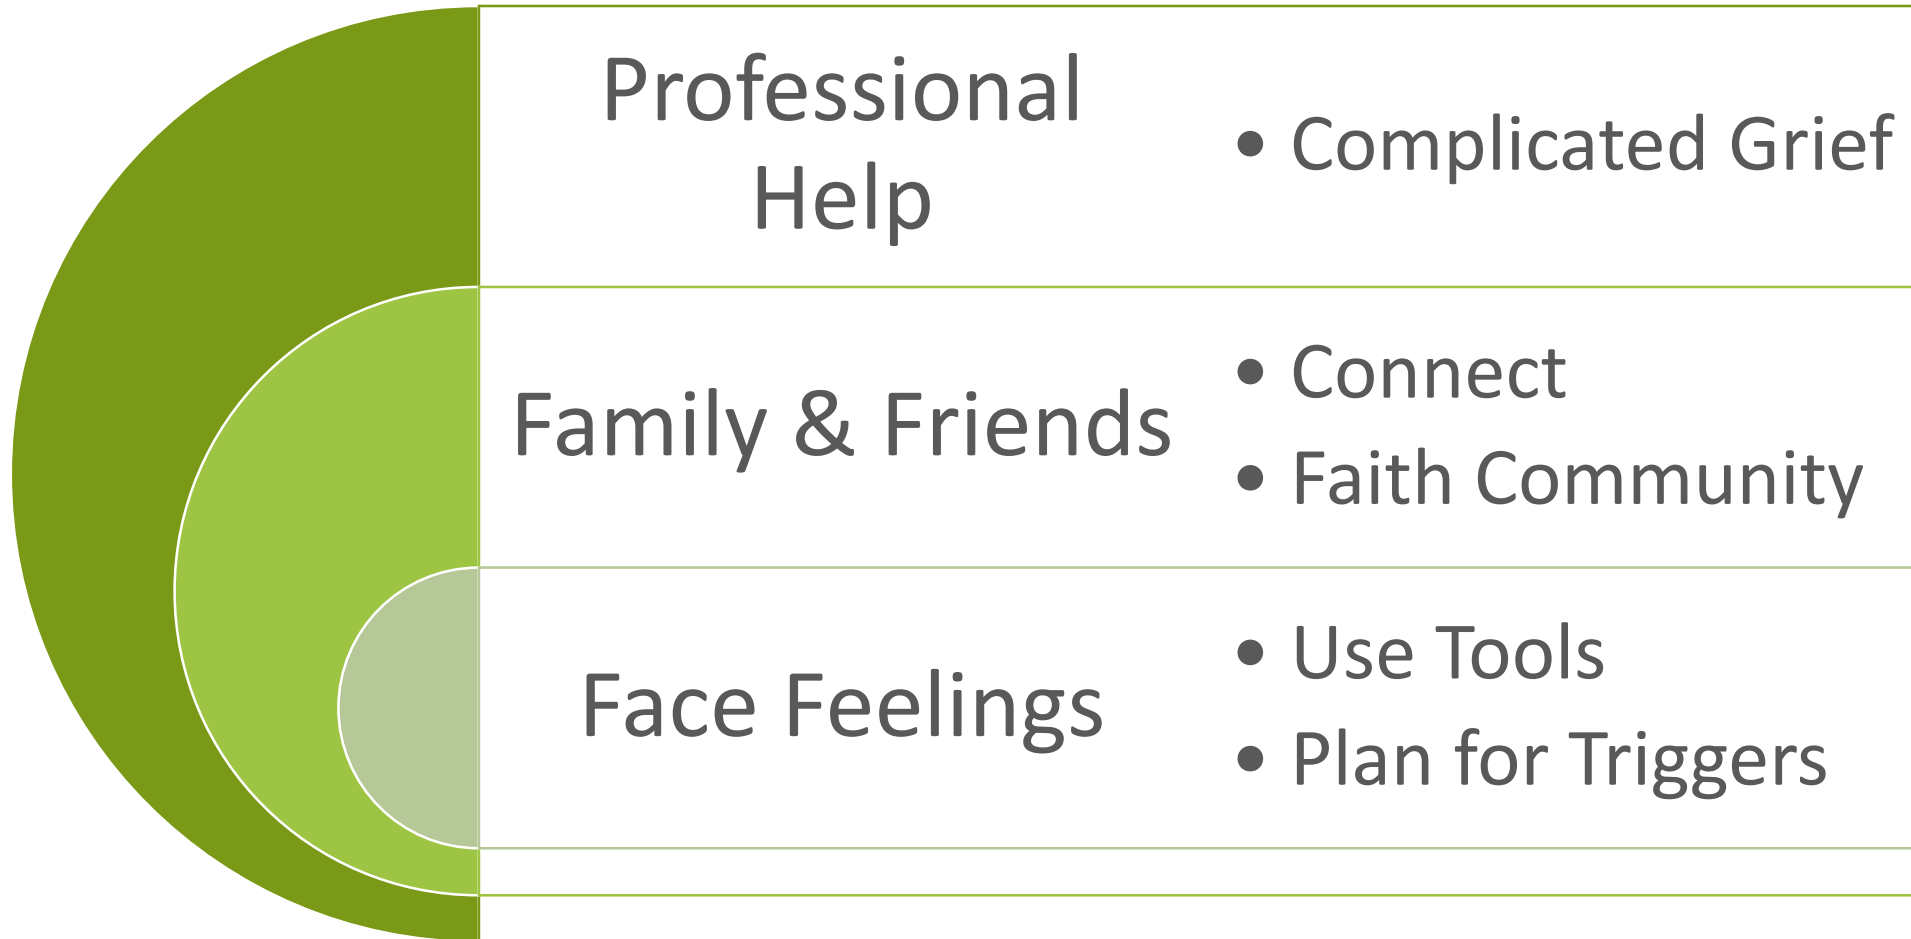 Professional
Help
• Complicated Grief
Family & Friends
• Connect
• Faith Community
Face Feelings
• Use Tools
• Plan for Triggers